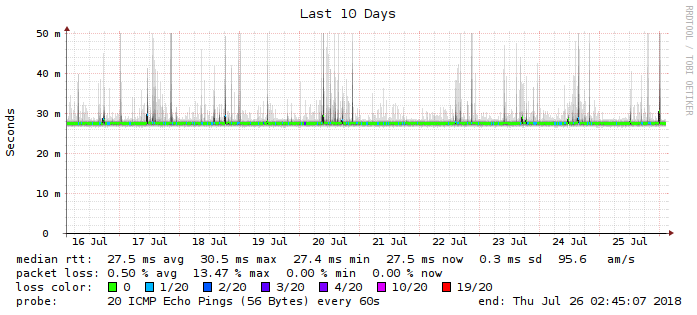 Last 10 Days
RRDTOOL / TOBI OETIKER
Seconds
50 m
40 m
30 m
20 m
10 m
0
16 Jul 17 Jul 18 Jul 19 Jul 20 Jul 21 Jul 22 Jul 23 Jul 24 Jul 25 Jul
median rtt: 27.5 ms avg 30.5 ms max 27.4 ms min 27.5 ms now 0.3 ms sd 95.6 am/s
packet loss: 0.50 % avg 13.47 % max 0.00 % min 0.00 % now
loss color: 0 1/20 2/20 3/20 4/20 10/20 19/20
probe: 20 ICMP Echo Pings (56 Bytes) every 60s end: Thu Jul 26 02:45:07 2018